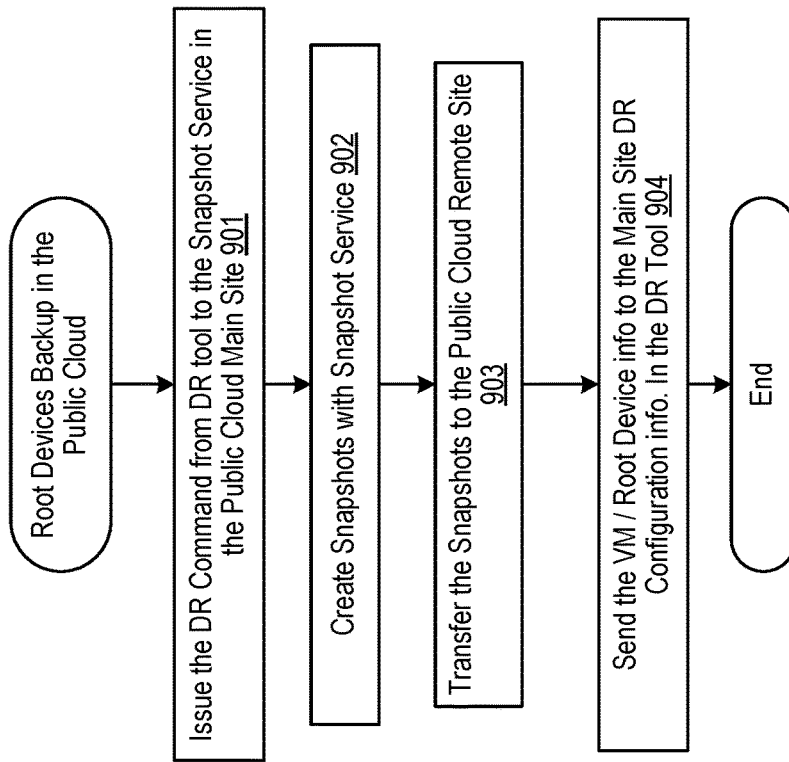 Root Devices Backup in the
Public Cloud
Issue the DR Command from DR tool to the Snapshot Service in
the Public Cloud Main Site 901
Create Snapshots with Snapshot Service 902
Transfer the Snapshots to the Public Cloud Remote Site
903
Send the VM / Root Device info to the Main Site DR
Configuration info. In the DR Tool 904
End